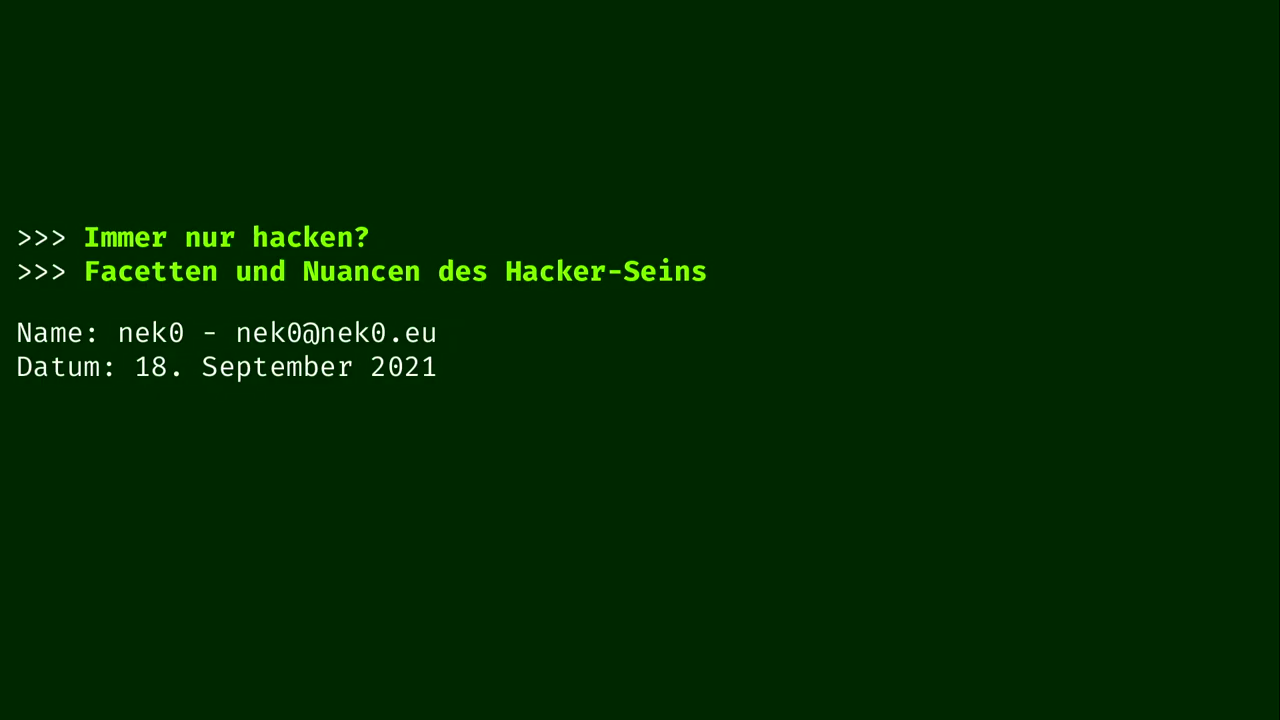 >>> Immer nur hacken?
>>> Facetten und Nuancen des Hacker-Seins
Name: nek0 - nek0@nek0.eu
Datum: 18. September 2021